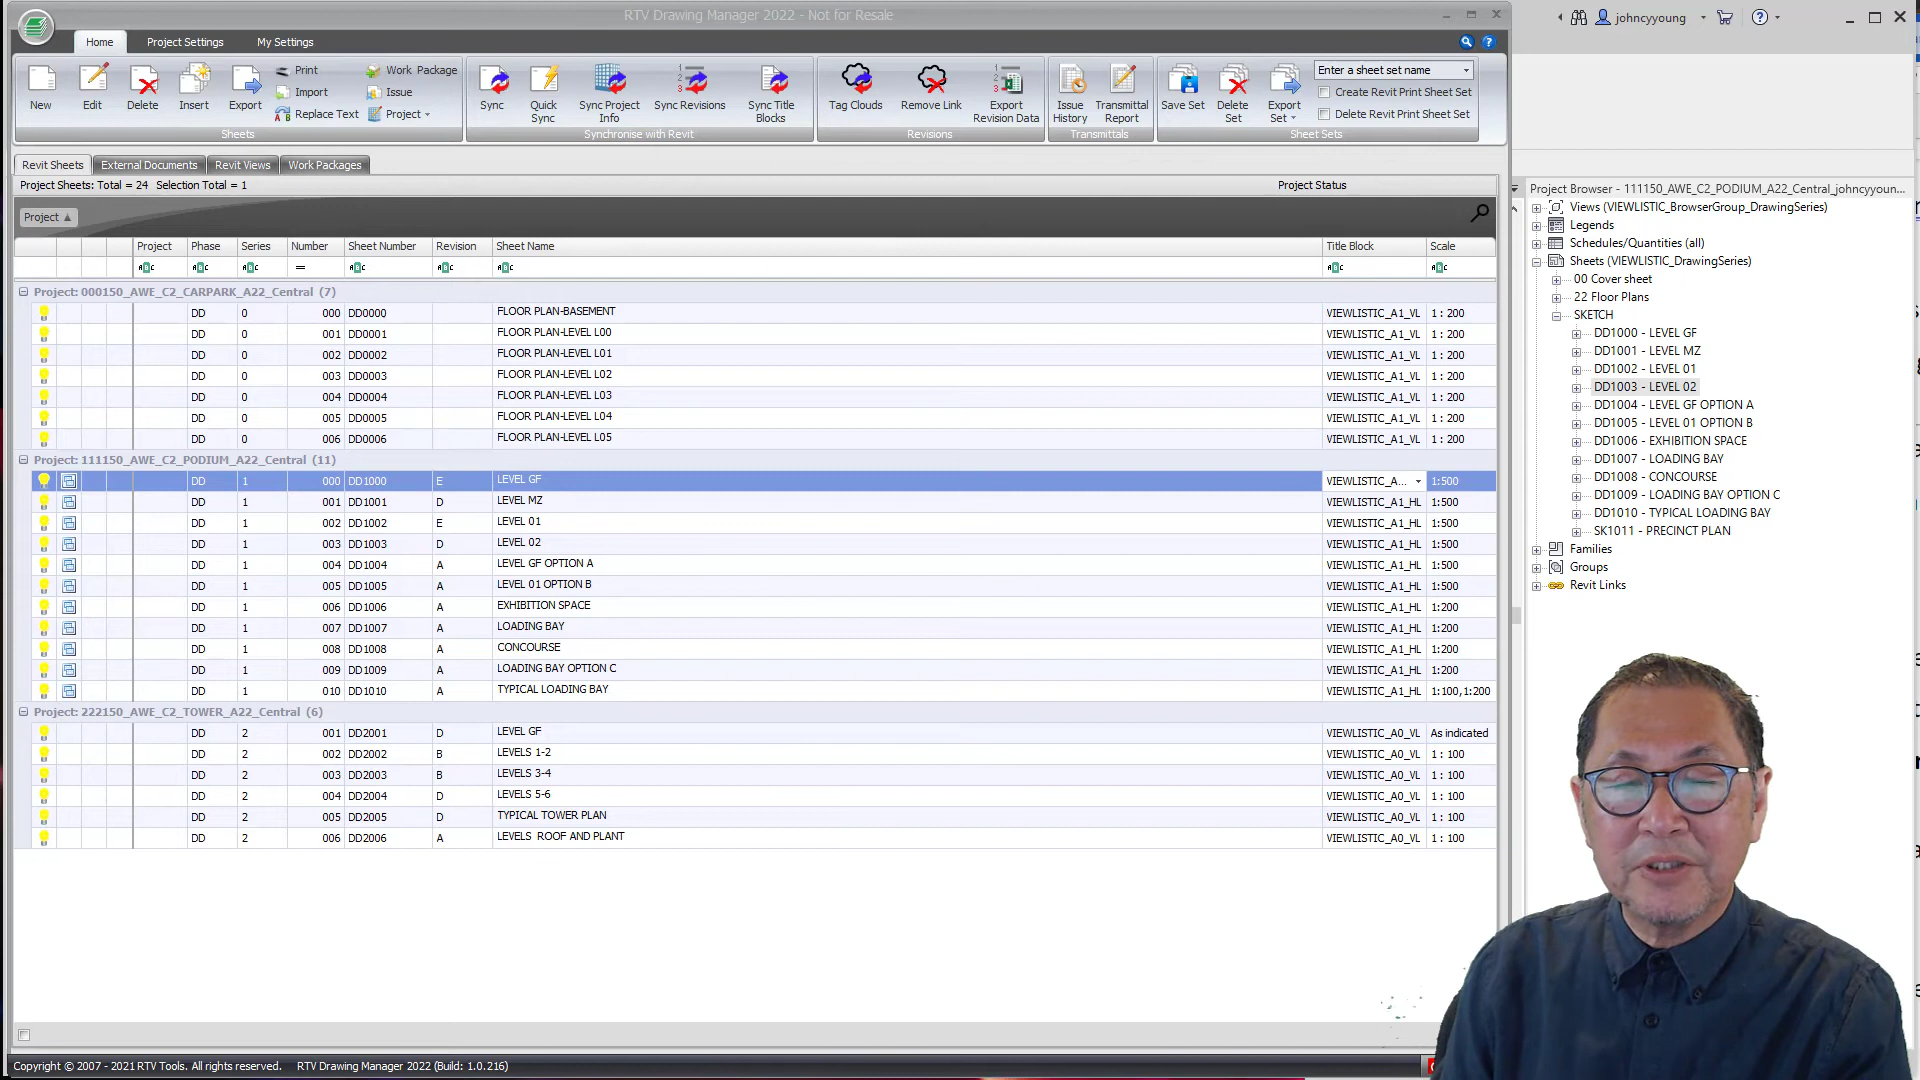 RTV Drawing Manager 2022 - Not for Resale
johncyyoung
Home
Project Settings
My Settings
New
Edit
Delete
Insert
Export
Print
Import
Replace Text
Work Package
Issue
Project
Sync
Quick Sync
Sync Project Info
Sync Revisions
Sync Title Blocks
Tag Clouds
Remove Link
Export Revision Data
Issue History
Transmittal Report
Save Set
Delete Set
Export Set
Enter a sheet set name
Create Revit Print Sheet Set
Delete Revit Print Sheet Set
Sheets
Synchronise with Revit
Revisions
Transmittals
Sheet Sets
Revit Sheets
External Documents
Revit Views
Work Packages
Project Sheets: Total = 24 Selection Total = 1
Project Status
Project
Project Phase Series Number Sheet Number Revision Sheet Name Title Block Scale
Project: 000150_AWE_C2_CARPARK_A22_Central (7)
DD 0 000 DD0000 FLOOR PLAN-BASEMENT VIEWLISTIC_A1_VL 1 : 200
DD 0 001 DD0001 FLOOR PLAN-LEVEL L00 VIEWLISTIC_A1_VL 1 : 200
DD 0 002 DD0002 FLOOR PLAN-LEVEL L01 VIEWLISTIC_A1_VL 1 : 200
DD 0 003 DD0003 FLOOR PLAN-LEVEL L02 VIEWLISTIC_A1_VL 1 : 200
DD 0 004 DD0004 FLOOR PLAN-LEVEL L03 VIEWLISTIC_A1_VL 1 : 200
DD 0 005 DD0005 FLOOR PLAN-LEVEL L04 VIEWLISTIC_A1_VL 1 : 200
DD 0 006 DD0006 FLOOR PLAN-LEVEL L05 VIEWLISTIC_A1_VL 1 : 200
Project: 111150_AWE_C2_PODIUM_A22_Central (11)
DD 1 000 DD1000 E LEVEL GF VIEWLISTIC_A... 1:500
DD 1 001 DD1001 D LEVEL MZ VIEWLISTIC_A1_HL 1:500
DD 1 002 DD1002 E LEVEL 01 VIEWLISTIC_A1_HL 1:500
DD 1 003 DD1003 D LEVEL 02 VIEWLISTIC_A1_HL 1:500
DD 1 004 DD1004 A LEVEL GF OPTION A VIEWLISTIC_A1_HL 1:500
DD 1 005 DD1005 A LEVEL 01 OPTION B VIEWLISTIC_A1_HL 1:500
DD 1 006 DD1006 A EXHIBITION SPACE VIEWLISTIC_A1_HL 1:200
DD 1 007 DD1007 A LOADING BAY VIEWLISTIC_A1_HL 1:200
DD 1 008 DD1008 A CONCOURSE VIEWLISTIC_A1_HL 1:200
DD 1 009 DD1009 A LOADING BAY OPTION C VIEWLISTIC_A1_HL 1:200
DD 1 010 DD1010 A TYPICAL LOADING BAY VIEWLISTIC_A1_HL 1:100,1:200
Project: 222150_AWE_C2_TOWER_A22_Central (6)
DD 2 001 DD2001 D LEVEL GF VIEWLISTIC_A0_VL As indicated
DD 2 002 DD2002 B LEVELS 1-2 VIEWLISTIC_A0_VL 1 : 100
DD 2 003 DD2003 B LEVELS 3-4 VIEWLISTIC_A0_VL 1 : 100
DD 2 004 DD2004 D LEVELS 5-6 VIEWLISTIC_A0_VL 1 : 100
DD 2 005 DD2005 D TYPICAL TOWER PLAN VIEWLISTIC_A0_VL 1 : 100
DD 2 006 DD2006 A LEVELS ROOF AND PLANT VIEWLISTIC_A0_VL 1 : 100
Copyright © 2007 - 2021 RTV Tools. All rights reserved. RTV Drawing Manager 2022 (Build: 1.0.216)
Project Browser - 111150_AWE_C2_PODIUM_A22_Central_johncyyoun...
Views (VIEWLISTIC_BrowserGroup_DrawingSeries)
Legends
Schedules/Quantities (all)
Sheets (VIEWLISTIC_DrawingSeries)
00 Cover sheet
22 Floor Plans
SKETCH
DD1000 - LEVEL GF
DD1001 - LEVEL MZ
DD1002 - LEVEL 01
DD1003 - LEVEL 02
DD1004 - LEVEL GF OPTION A
DD1005 - LEVEL 01 OPTION B
DD1006 - EXHIBITION SPACE
DD1007 - LOADING BAY
DD1008 - CONCOURSE
DD1009 - LOADING BAY OPTION C
DD1010 - TYPICAL LOADING BAY
SK1011 - PRECINCT PLAN
Families
Groups
Revit Links